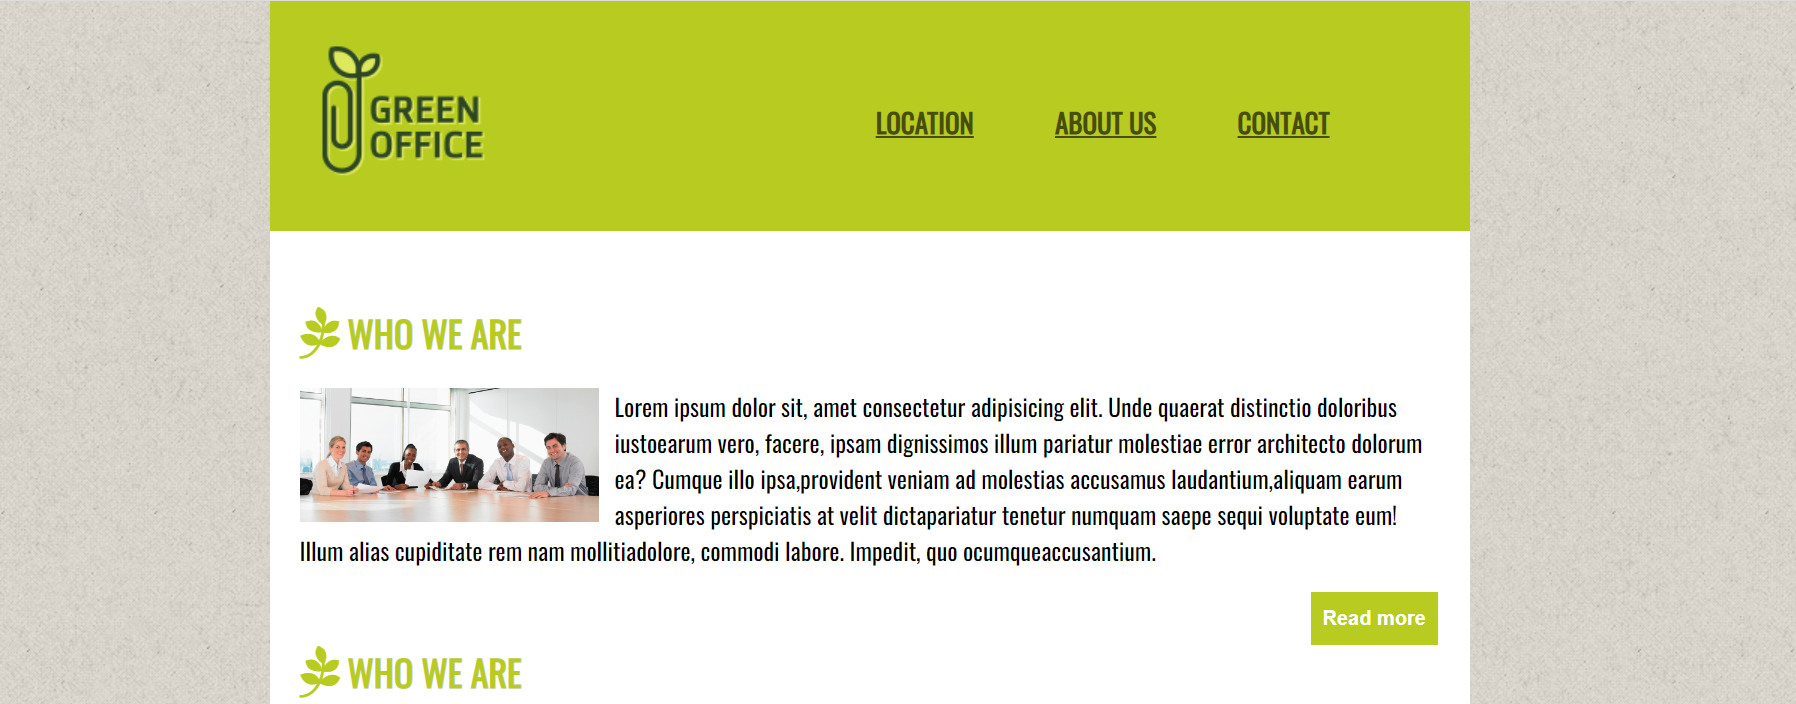 GREEN
OFFICE
LOCATION ABOUT US CONTACT
WHO WE ARE
Lorem ipsum dolor sit, amet consectetur adipisicing elit. Unde quaerat distinctio doloribus
iustoearum vero, facere, ipsam dignissimos illum pariatur molestiae error architecto dolorum
ea? Cumque illo ipsa,provident veniam ad molestias accusamus laudantium,aliquam earum
asperiores perspiciatis at velit dictapariatur tenetur numquam saepe sequi voluptate eum!
Illum alias cupiditate rem nam mollitiadolore, commodi labore. Impedit, quo ocumqueaccusantium.
Read more
WHO WE ARE